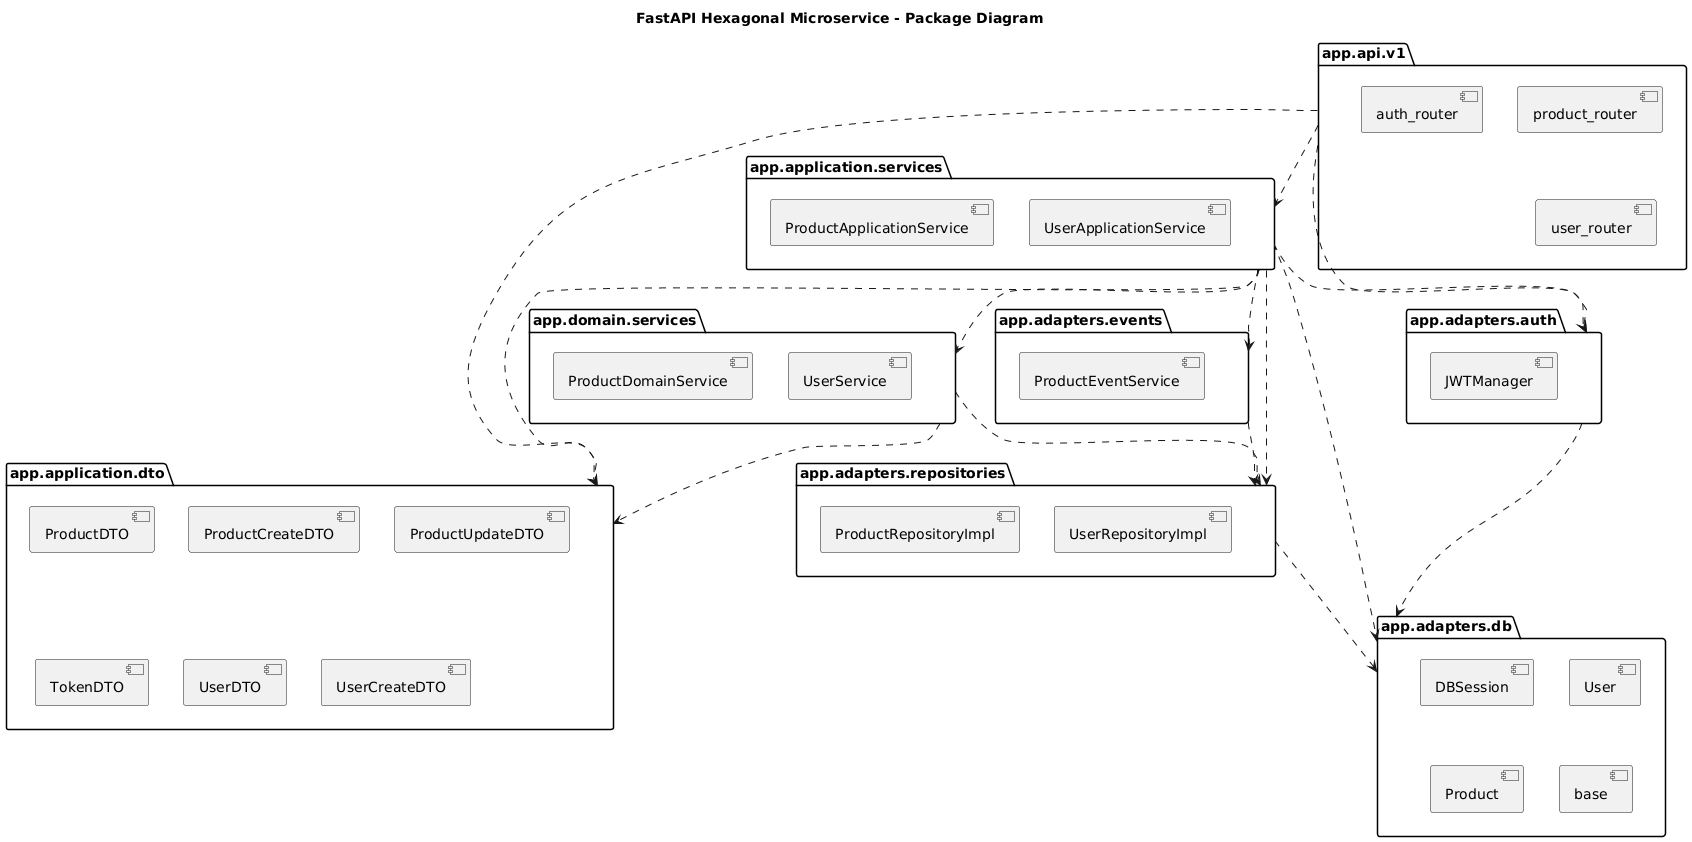 FastAPI Hexagonal Microservice - Package Diagram
app.api.v1
auth_router
product_router
user_router
app.application.services
ProductApplicationService
UserApplicationService
app.domain.services
ProductDomainService
UserService
app.adapters.events
ProductEventService
app.adapters.auth
JWTManager
app.application.dto
ProductDTO
ProductCreateDTO
ProductUpdateDTO
TokenDTO
UserDTO
UserCreateDTO
app.adapters.repositories
ProductRepositoryImpl
UserRepositoryImpl
app.adapters.db
DBSession
User
Product
base